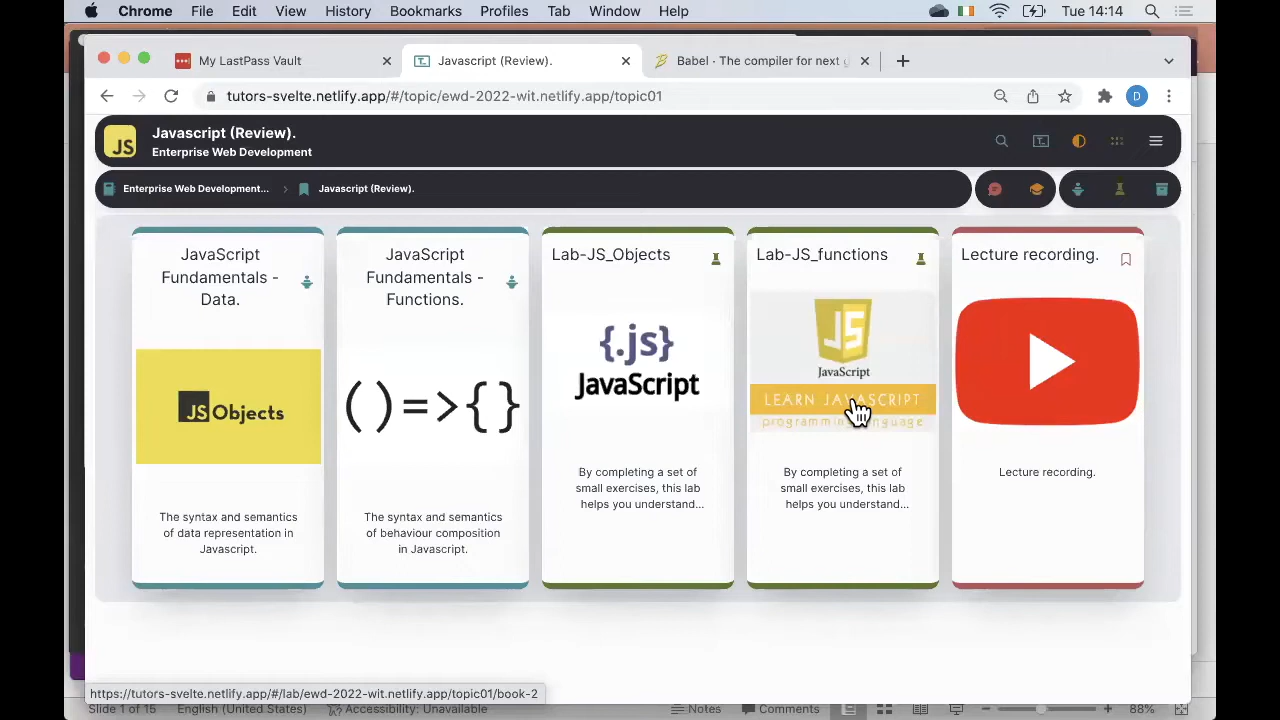 Chrome File Edit View History Bookmarks Profiles Tab Window Help Tue 14:14
My LastPass Vault Javascript (Review). Babel · The compiler for next g
tutors-svelte.netlify.app/#/topic/ewd-2022-wit.netlify.app/topic01 D
JS Javascript (Review).
Enterprise Web Development
Enterprise Web Development... Javascript (Review).
JavaScript
Fundamentals -
Data.
JS Objects
The syntax and semantics
of data representation in
Javascript.
JavaScript
Fundamentals -
Functions.
()=>{}
The syntax and semantics
of behaviour composition
in Javascript.
Lab-JS_Objects
{.js}
JavaScript
By completing a set of
small exercises, this lab
helps you understand...
Lab-JS_functions
JS
JavaScript
LEARN JAVASCRIPT
programming language
By completing a set of
small exercises, this lab
helps you understand...
Lecture recording.
Lecture recording.
https://tutors-svelte.netlify.app/#/lab/ewd-2022-wit.netlify.app/topic01/book-2
Slide 1 of 15 English (United States) Accessibility: Unavailable Notes Comments 88%